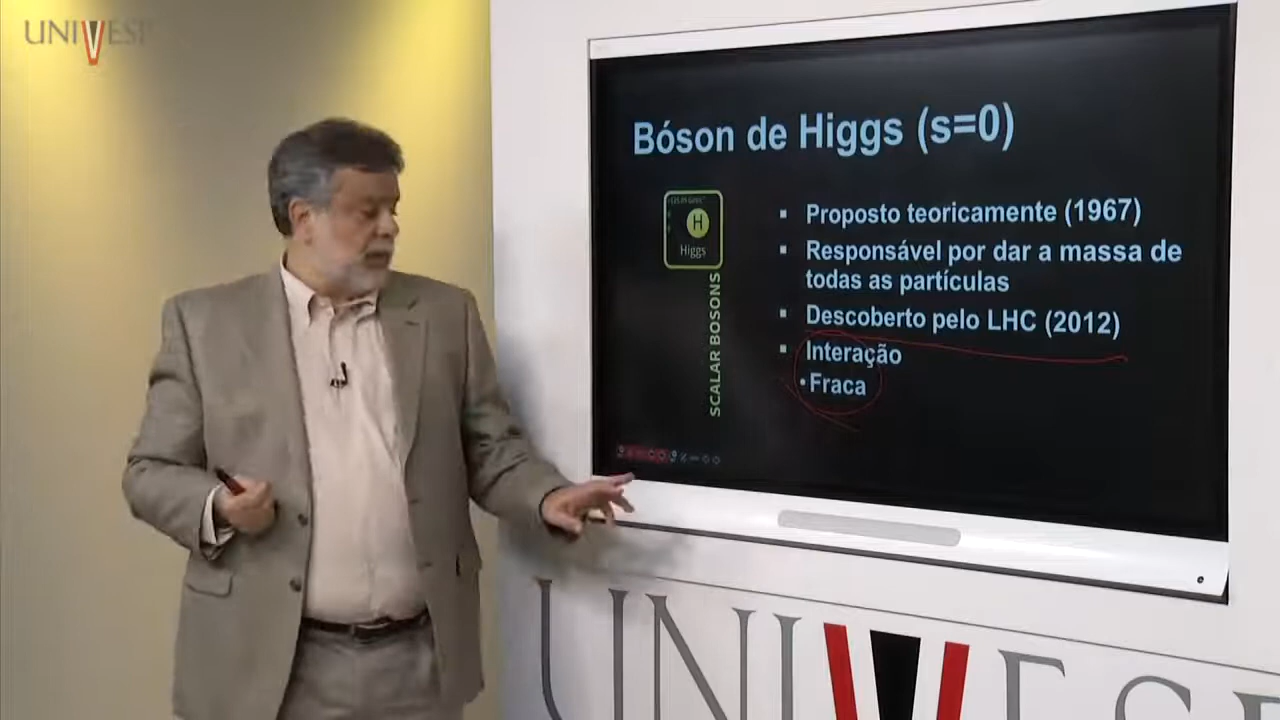 UNIVESP
Bóson de Higgs (s=0)
H
Higgs
SCALAR BOSONS
▪ Proposto teoricamente (1967)
▪ Responsável por dar a massa de
todas as partículas
▪ Descoberto pelo LHC (2012)
▪ Interação
• Fraca
UNIVESP